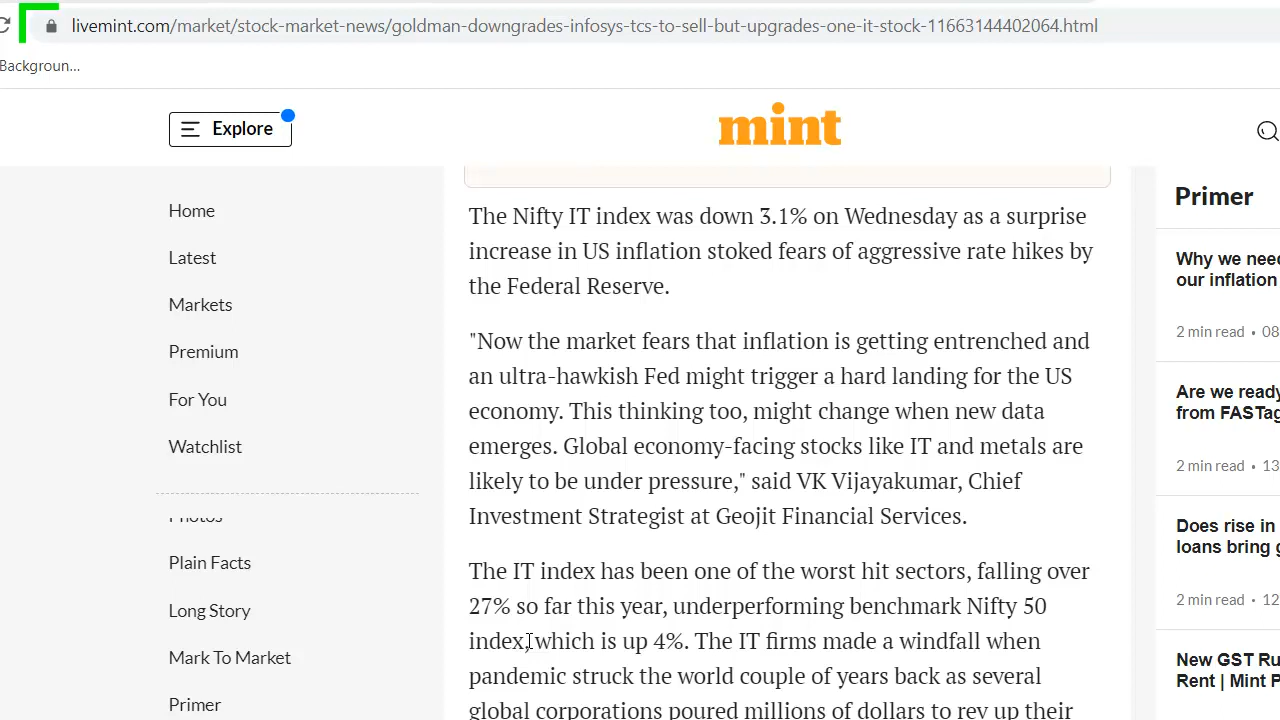 livemint.com/market/stock-market-news/goldman-downgrades-infosys-tcs-to-sell-but-upgrades-one-it-stock-11663144402064.html
Backgroun...
Explore
mint
Home
Latest
Markets
Premium
For You
Watchlist
Photos
Plain Facts
Long Story
Mark To Market
Primer
The Nifty IT index was down 3.1% on Wednesday as a surprise
increase in US inflation stoked fears of aggressive rate hikes by
the Federal Reserve.
"Now the market fears that inflation is getting entrenched and
an ultra-hawkish Fed might trigger a hard landing for the US
economy. This thinking too, might change when new data
emerges. Global economy-facing stocks like IT and metals are
likely to be under pressure," said VK Vijayakumar, Chief
Investment Strategist at Geojit Financial Services.
The IT index has been one of the worst hit sectors, falling over
27% so far this year, underperforming benchmark Nifty 50
index, which is up 4%. The IT firms made a windfall when
pandemic struck the world couple of years back as several
global corporations poured millions of dollars to rev up their
Primer
Why we need
our inflation
2 min read • 08
Are we ready
from FASTag
2 min read • 13
Does rise in
loans bring g
2 min read • 12
New GST Ru
Rent | Mint P